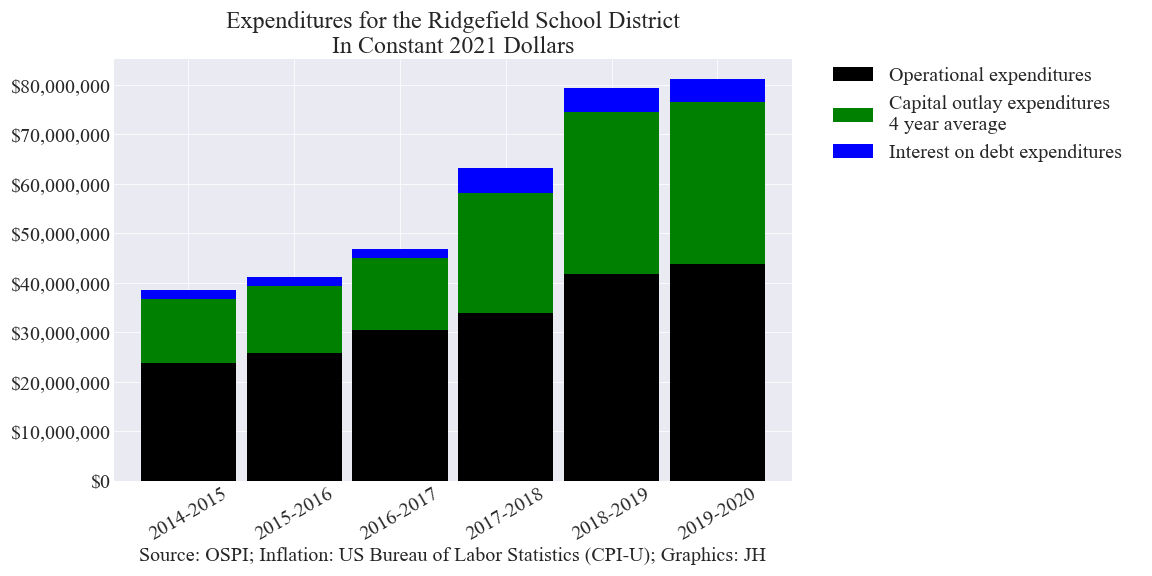 Expenditures for the Ridgefield School District
In Constant 2021 Dollars
$80,000,000
$70,000,000
$60,000,000
$50,000,000
$40,000,000
$30,000,000
$20,000,000
$10,000,000
$0
2014-2015
2015-2016
2016-2017
2017-2018
2018-2019
2019-2020
Source: OSPI; Inflation: US Bureau of Labor Statistics (CPI-U); Graphics: JH
Operational expenditures
Capital outlay expenditures
4 year average
Interest on debt expenditures